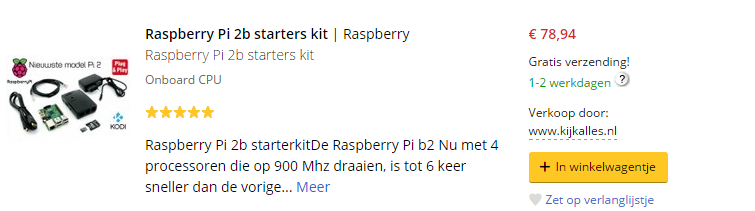 Raspberry Pi 2b starters kit | Raspberry
Raspberry Pi 2b starters kit
Onboard CPU
Nieuwste model Pi 2
Plug
& Play
KODI
Raspberry Pi 2b starterkitDe Raspberry Pi b2 Nu met 4
processoren die op 900 Mhz draaien, is tot 6 keer
sneller dan de vorige... Meer
€ 78,94
Gratis verzending!
1-2 werkdagen ?
Verkoop door:
www.kijkalles.nl
+ In winkelwagentje
Zet op verlanglijstje